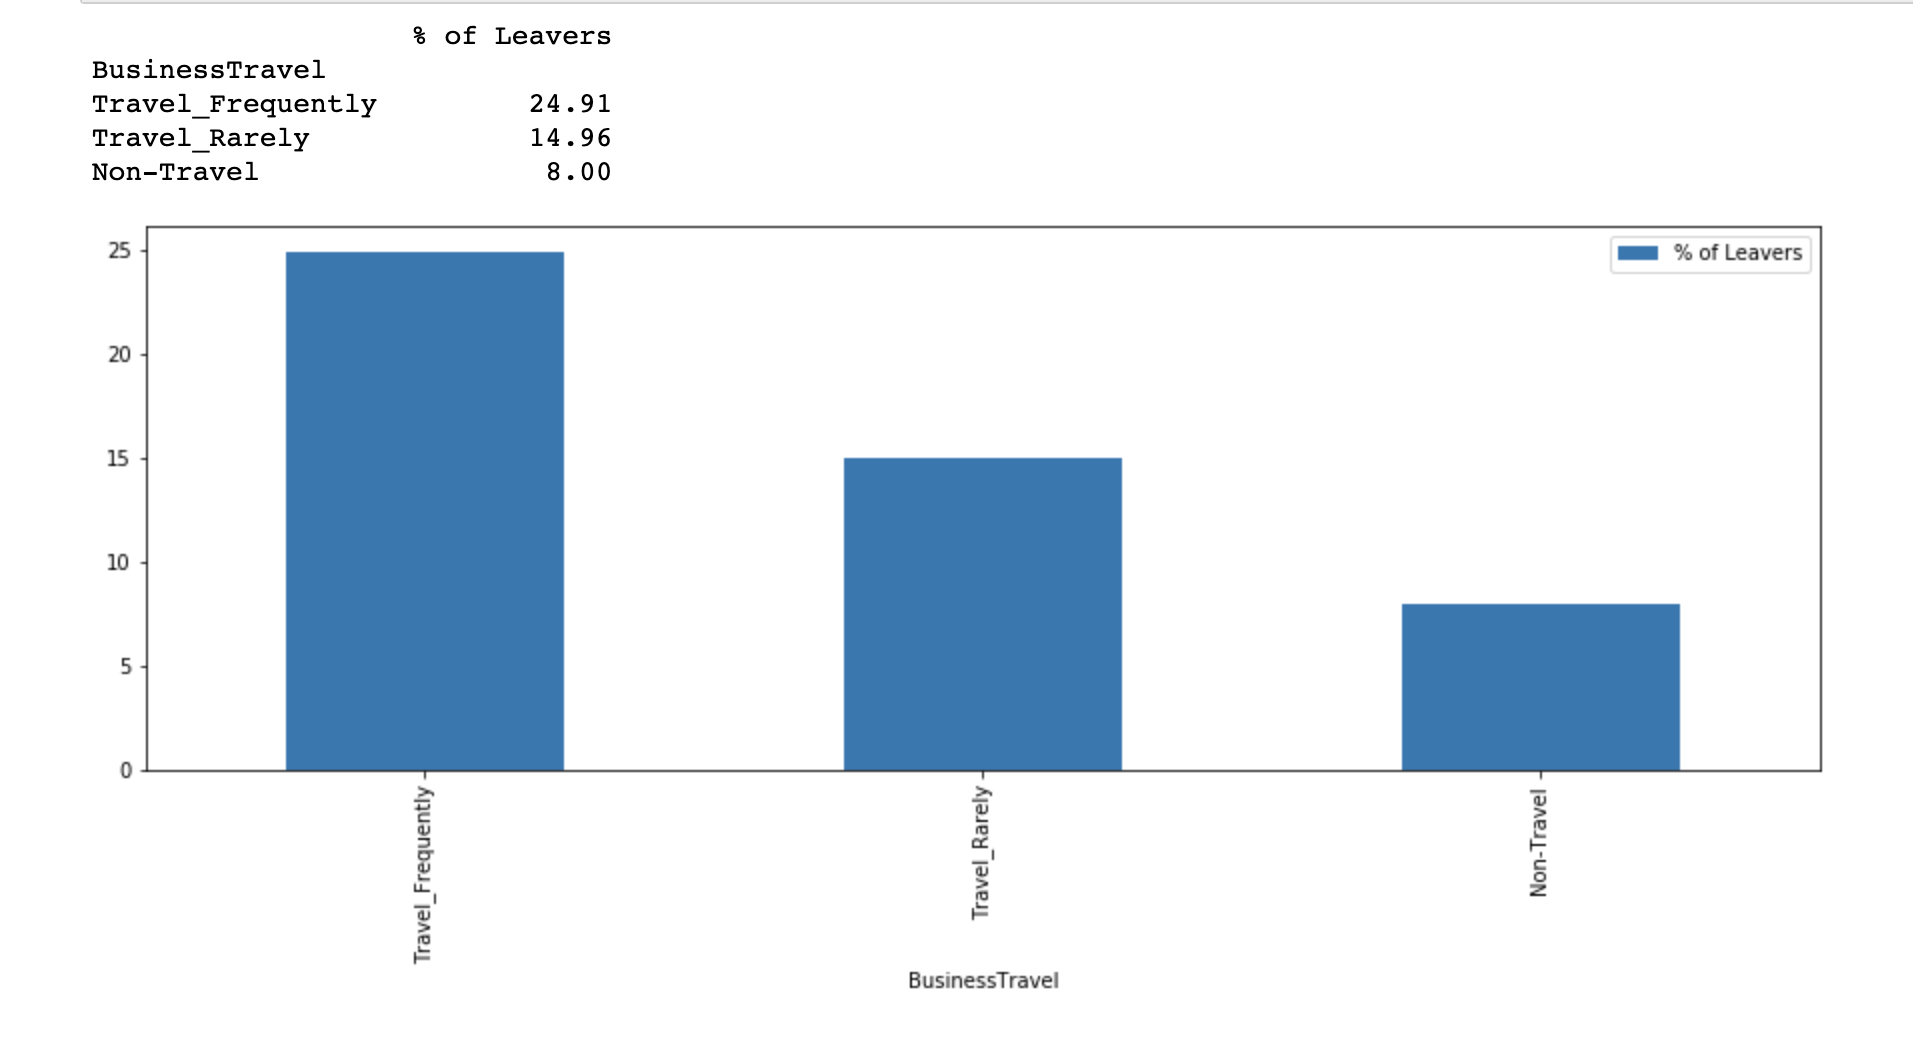 % of Leavers
BusinessTravel
Travel_Frequently 24.91
Travel_Rarely 14.96
Non-Travel 8.00
25
20
15
10
5
0
% of Leavers
Travel_Frequently
Travel_Rarely
Non-Travel
BusinessTravel